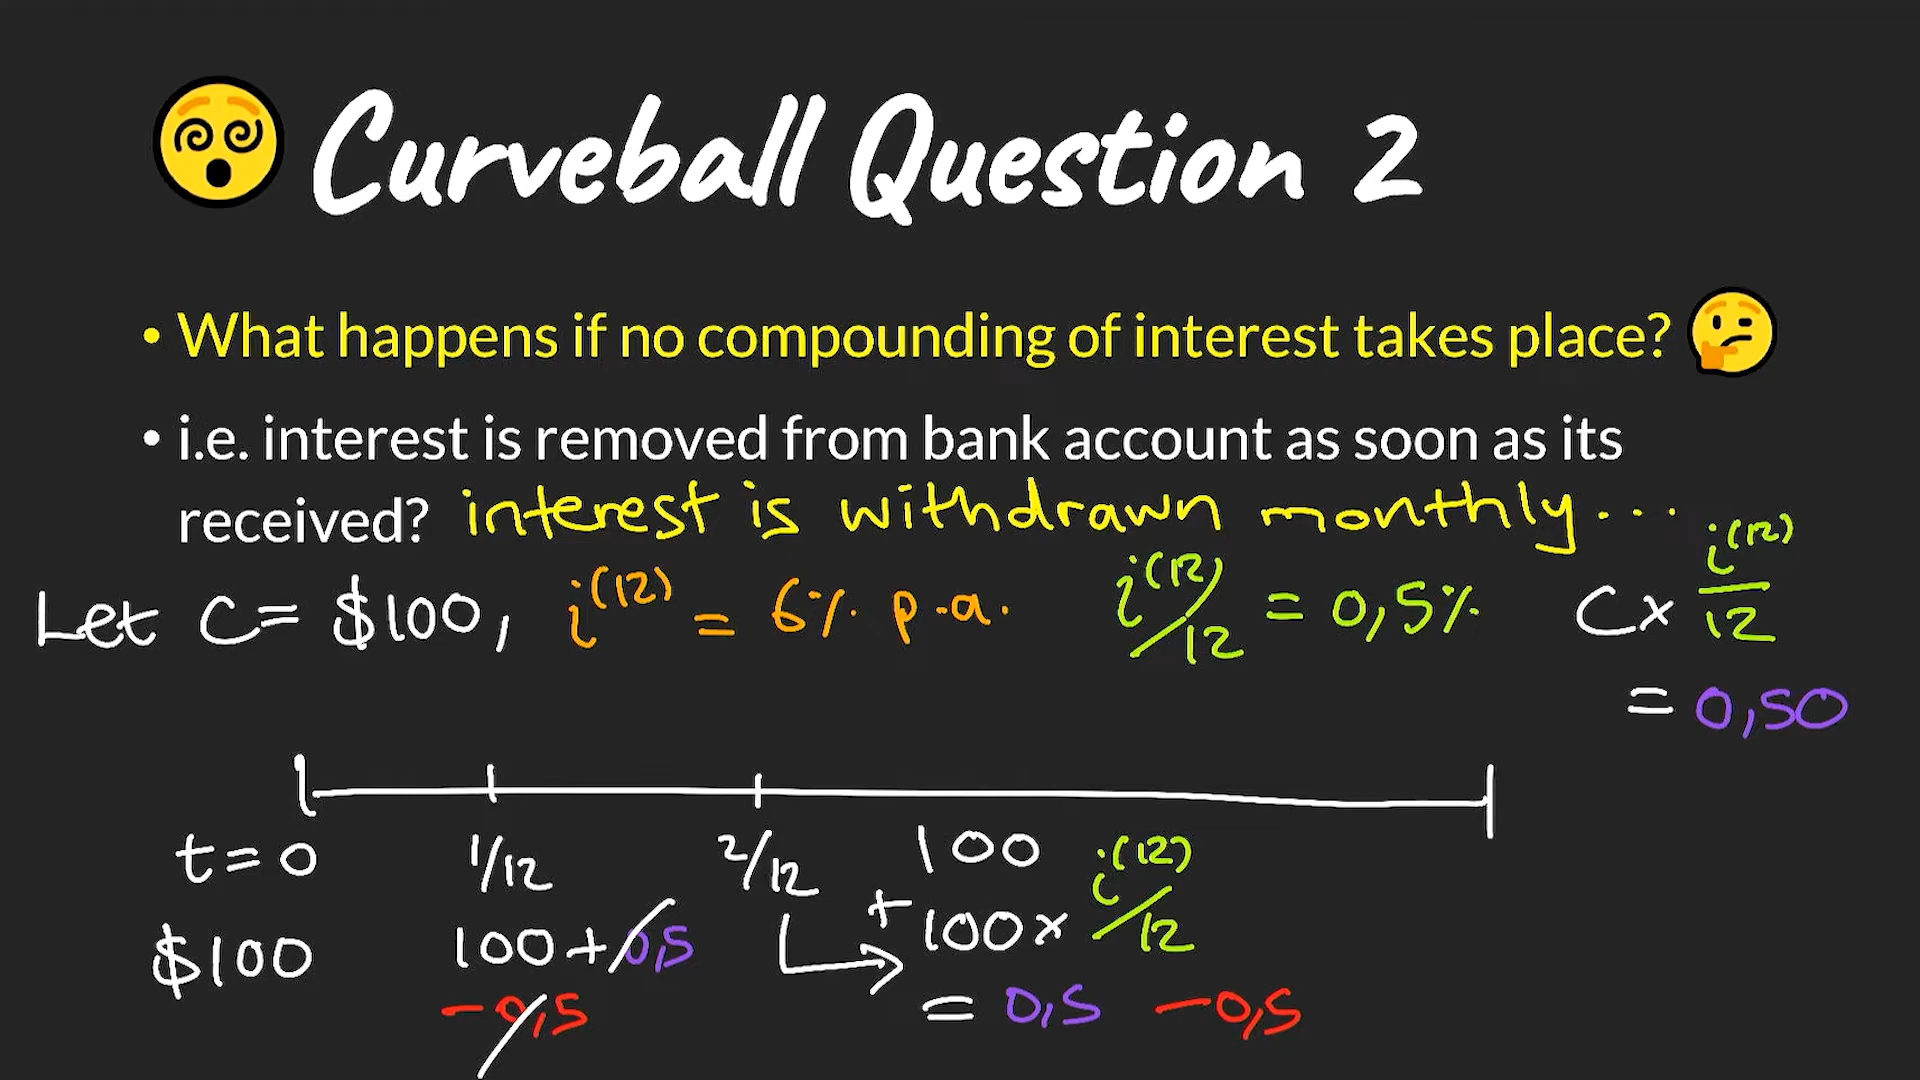 Curveball Question 2
• What happens if no compounding of interest takes place?
• i.e. interest is removed from bank account as soon as its
received? interest is withdrawn monthly...
Let C = $100, i^(12) = 6% p.a. i^(12)/12 = 0,5% C x i^(12)/12
= 0,50
t = 0 1/12 2/12 100
$100 100 + 0,5 + 100 x i^(12)/12
-0,5 = 0,5 -0,5